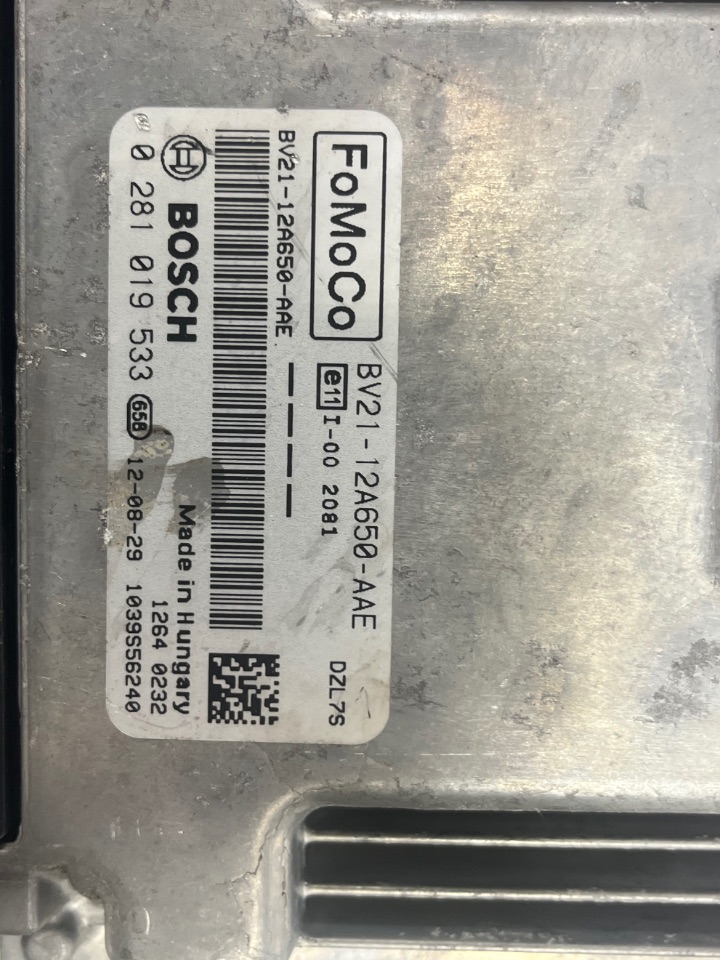 FoMoCo
BV21-12A650-AAE
e11 I-00 2081
DZL7S
BV21-12A650-AAE
BOSCH
Made in Hungary
1264 0232
0 281 019 533 65B 12-08-29 1039S56240